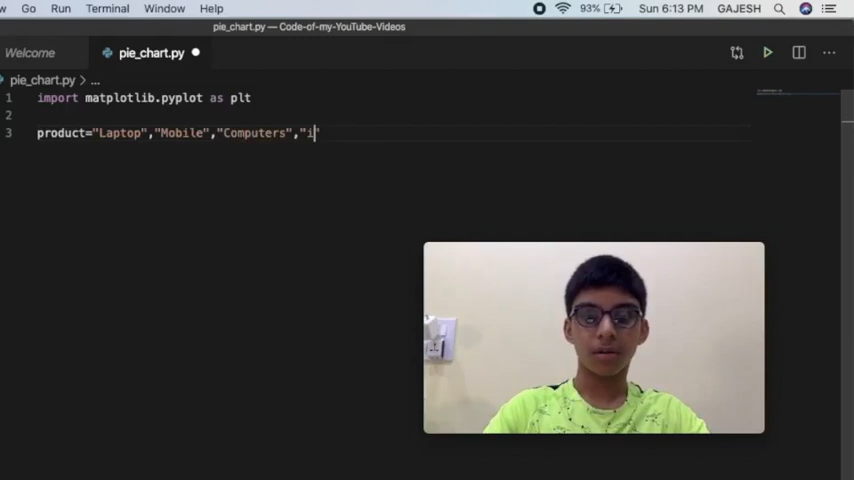 w Go Run Terminal Window Help 93% Sun 6:13 PM GAJESH
pie_chart.py — Code-of-my-YouTube-Videos
Welcome pie_chart.py
pie_chart.py > ...
1 import matplotlib.pyplot as plt
2
3 product="Laptop","Mobile","Computers","i"